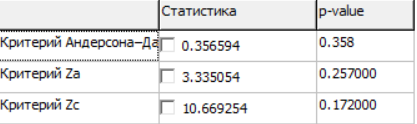 Статистика p-value
Критерий Андерсона–Да 0.356594 0.358
Критерий Za 3.335054 0.257000
Критерий Zc 10.669254 0.172000